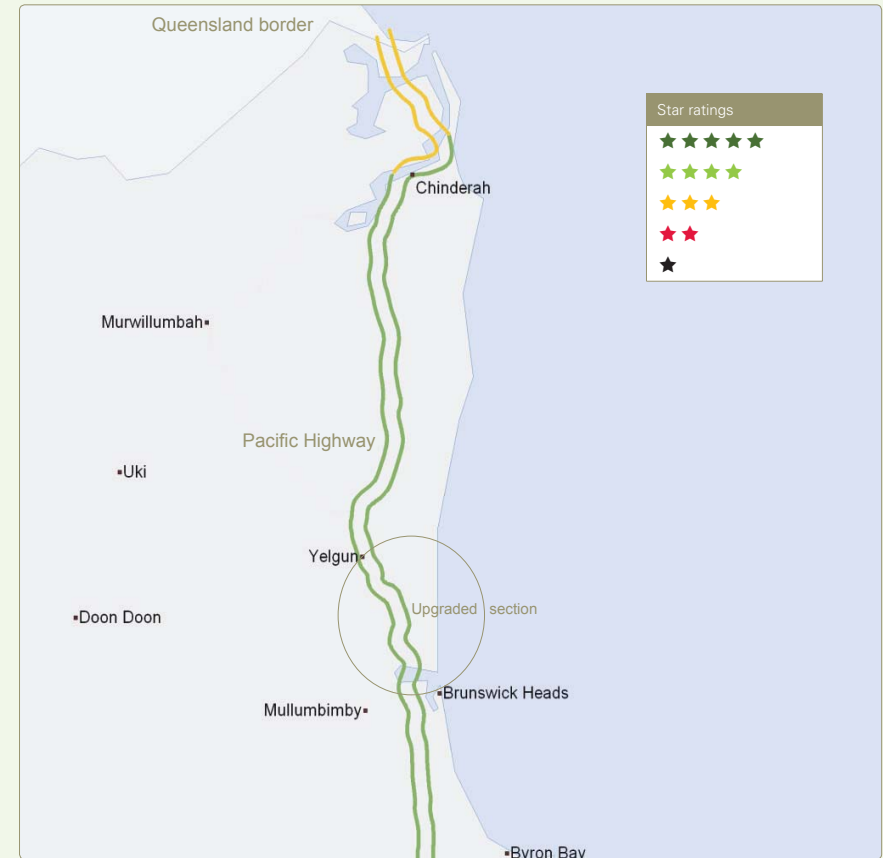 Queensland border
Star ratings
Chinderah
Murwillumbah
Pacific Highway
Uki
Yelgun
Upgraded section
Doon Doon
Brunswick Heads
Mullumbimby
Byron Bay